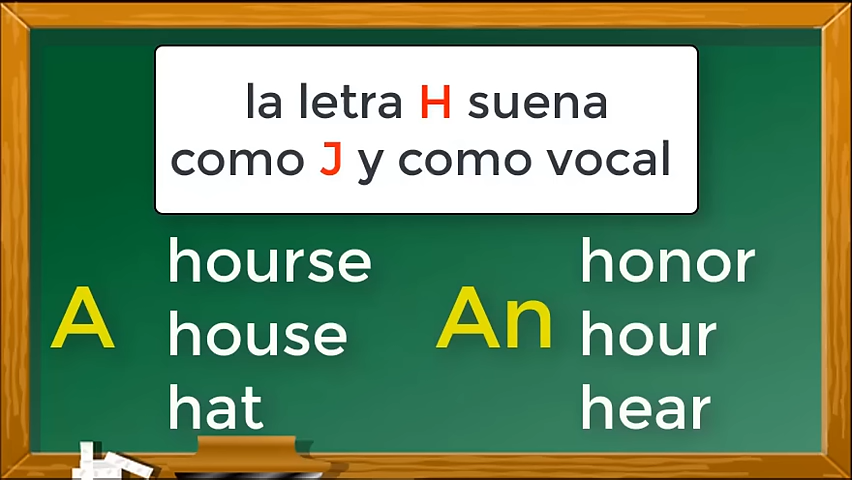 la letra H suena
como J y como vocal
A
hourse
house
hat
An
honor
hour
hear